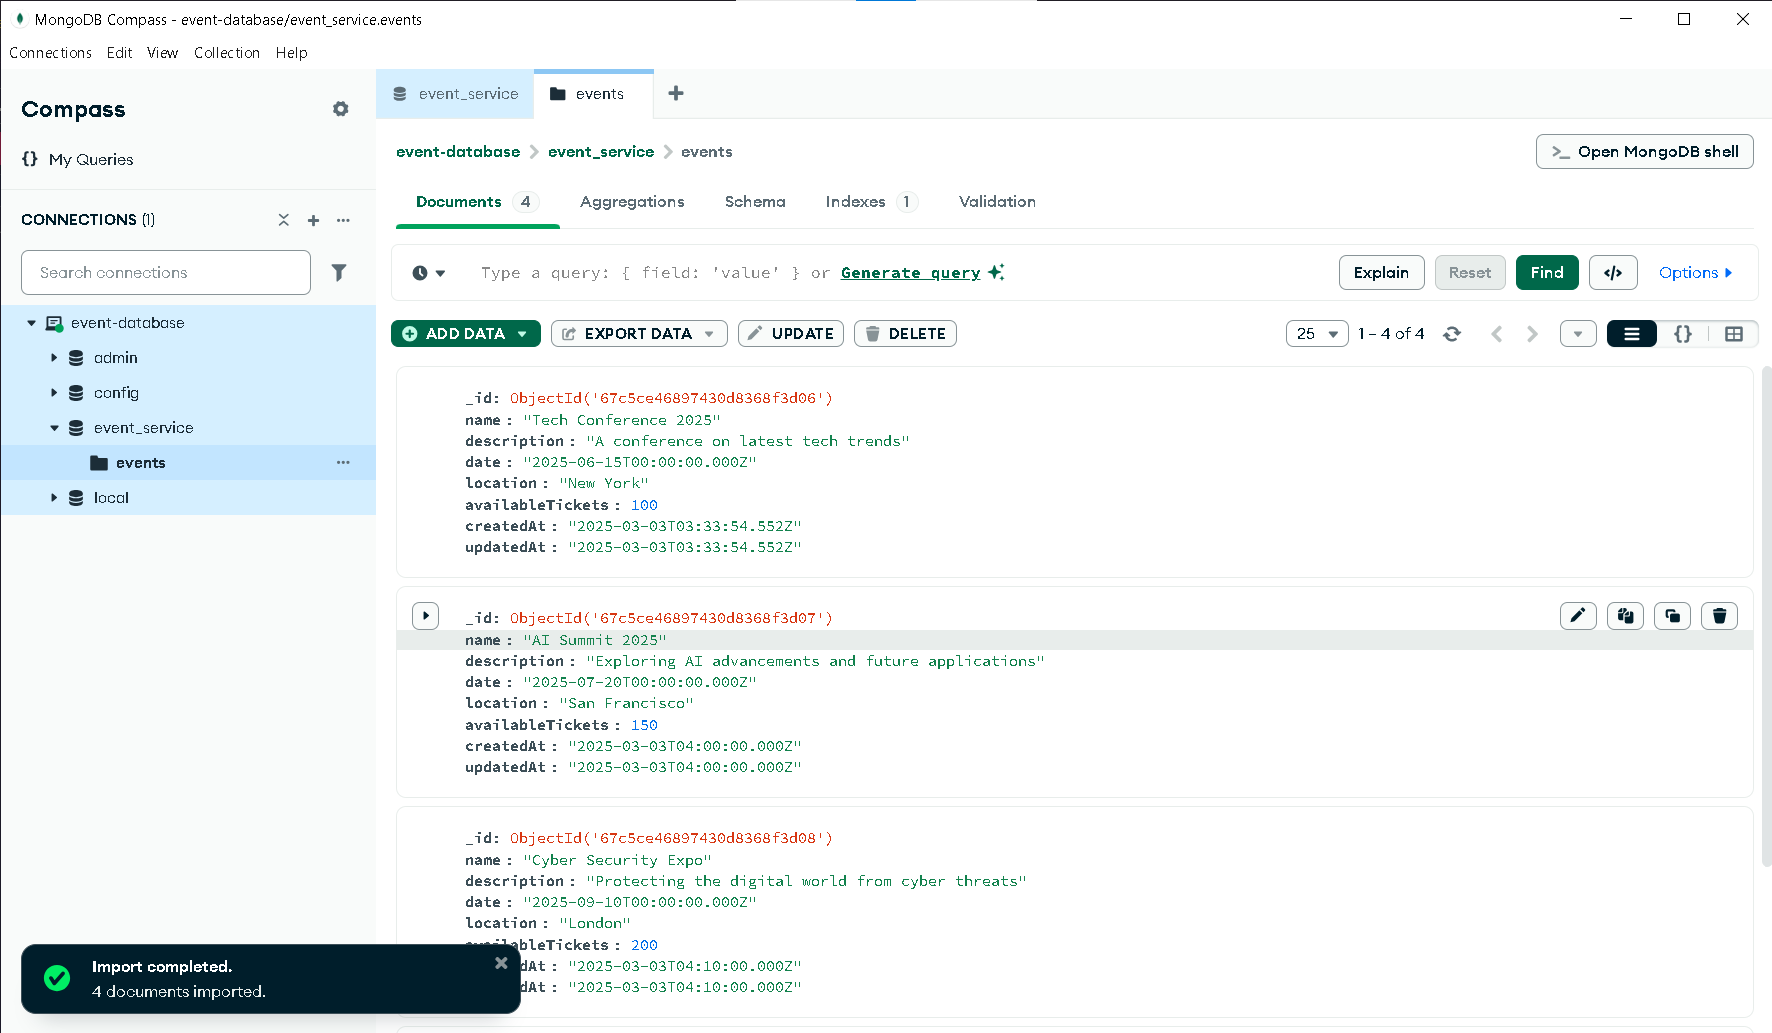 MongoDB Compass - event-database/event_service.events
Connections Edit View Collection Help
Compass
{} My Queries
CONNECTIONS (1)
Search connections
event-database
admin
config
event_service
events
local
event_service
events
event-database > event_service > events
>_ Open MongoDB shell
Documents 4
Aggregations
Schema
Indexes 1
Validation
Type a query: { field: 'value' } or Generate query
Explain
Reset
Find
</>
Options
ADD DATA
EXPORT DATA
UPDATE
DELETE
25
1 – 4 of 4
{}
_id: ObjectId('67c5ce46897430d8368f3d06')
name : "Tech Conference 2025"
description : "A conference on latest tech trends"
date : "2025-06-15T00:00:00.000Z"
location : "New York"
availableTickets : 100
createdAt : "2025-03-03T03:33:54.552Z"
updatedAt : "2025-03-03T03:33:54.552Z"
_id: ObjectId('67c5ce46897430d8368f3d07')
name : "AI Summit 2025"
description : "Exploring AI advancements and future applications"
date : "2025-07-20T00:00:00.000Z"
location : "San Francisco"
availableTickets : 150
createdAt : "2025-03-03T04:00:00.000Z"
updatedAt : "2025-03-03T04:00:00.000Z"
_id: ObjectId('67c5ce46897430d8368f3d08')
name : "Cyber Security Expo"
description : "Protecting the digital world from cyber threats"
date : "2025-09-10T00:00:00.000Z"
location : "London"
bleTickets : 200
dAt : "2025-03-03T04:10:00.000Z"
dAt : "2025-03-03T04:10:00.000Z"
Import completed.
4 documents imported.